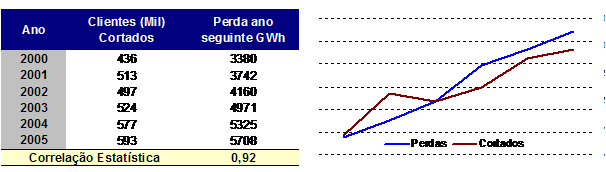 Ano Clientes (Mil) Cortados Perda ano seguinte GWh
2000 436 3380
2001 513 3742
2002 497 4160
2003 524 4971
2004 577 5325
2005 593 5708
Correlação Estatística 0,92
Perdas Cortados